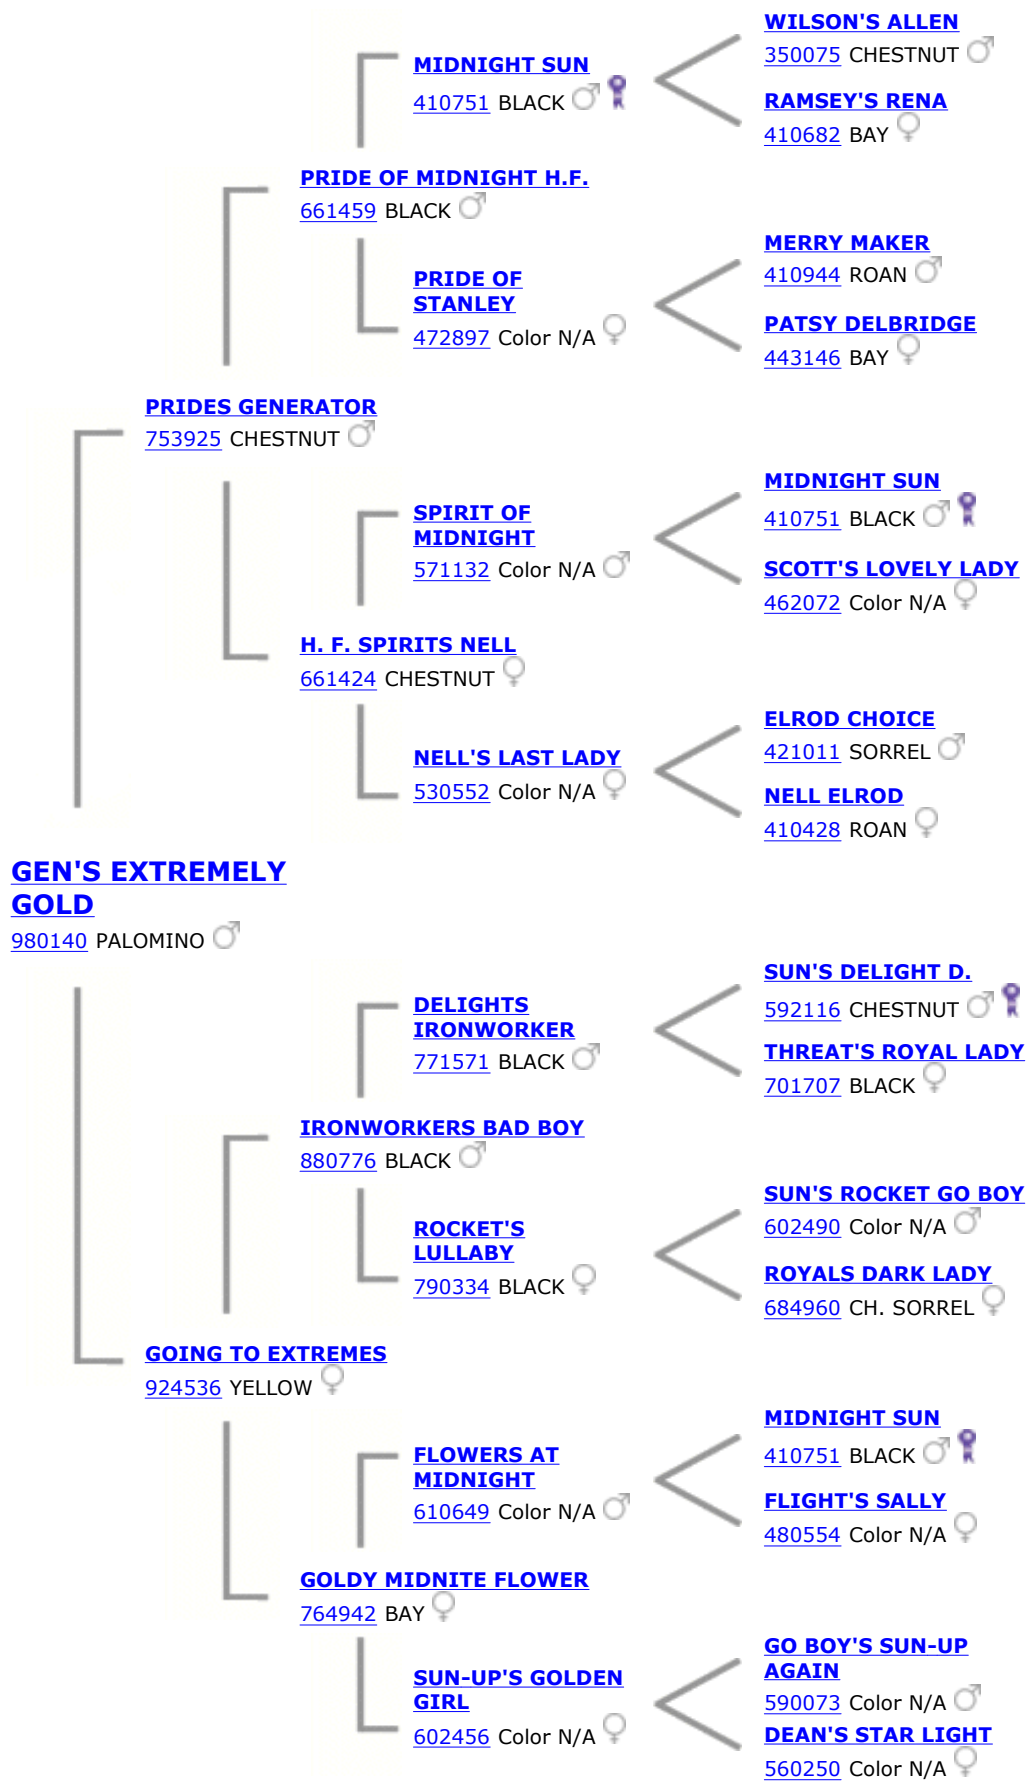 WILSON'S ALLEN
350075 CHESTNUT
MIDNIGHT SUN
410751 BLACK
RAMSEY'S RENA
410682 BAY
PRIDE OF MIDNIGHT H.F.
661459 BLACK
MERRY MAKER
410944 ROAN
PRIDE OF
STANLEY
472897 Color N/A
PATSY DELBRIDGE
443146 BAY
PRIDES GENERATOR
753925 CHESTNUT
MIDNIGHT SUN
410751 BLACK
SPIRIT OF
MIDNIGHT
571132 Color N/A
SCOTT'S LOVELY LADY
462072 Color N/A
H. F. SPIRITS NELL
661424 CHESTNUT
ELROD CHOICE
421011 SORREL
NELL'S LAST LADY
530552 Color N/A
NELL ELROD
410428 ROAN
GEN'S EXTREMELY
GOLD
980140 PALOMINO
SUN'S DELIGHT D.
592116 CHESTNUT
DELIGHTS
IRONWORKER
771571 BLACK
THREAT'S ROYAL LADY
701707 BLACK
IRONWORKERS BAD BOY
880776 BLACK
SUN'S ROCKET GO BOY
602490 Color N/A
ROCKET'S
LULLABY
790334 BLACK
ROYALS DARK LADY
684960 CH. SORREL
GOING TO EXTREMES
924536 YELLOW
MIDNIGHT SUN
410751 BLACK
FLOWERS AT
MIDNIGHT
610649 Color N/A
FLIGHT'S SALLY
480554 Color N/A
GOLDY MIDNITE FLOWER
764942 BAY
GO BOY'S SUN-UP
AGAIN
590073 Color N/A
SUN-UP'S GOLDEN
GIRL
602456 Color N/A
DEAN'S STAR LIGHT
560250 Color N/A